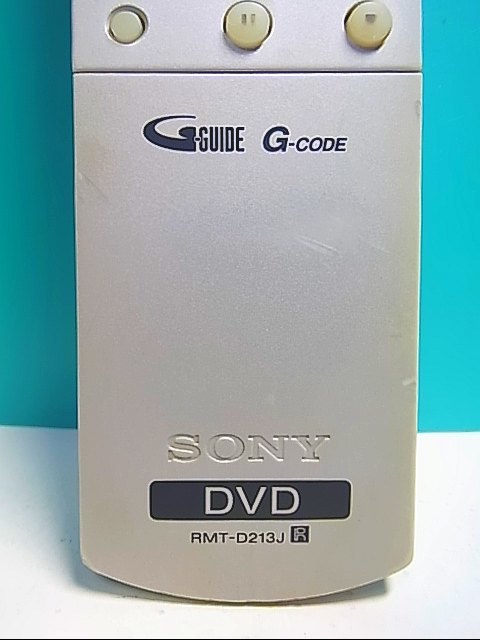 G-GUIDE G-CODE
SONY
DVD
RMT-D213J R